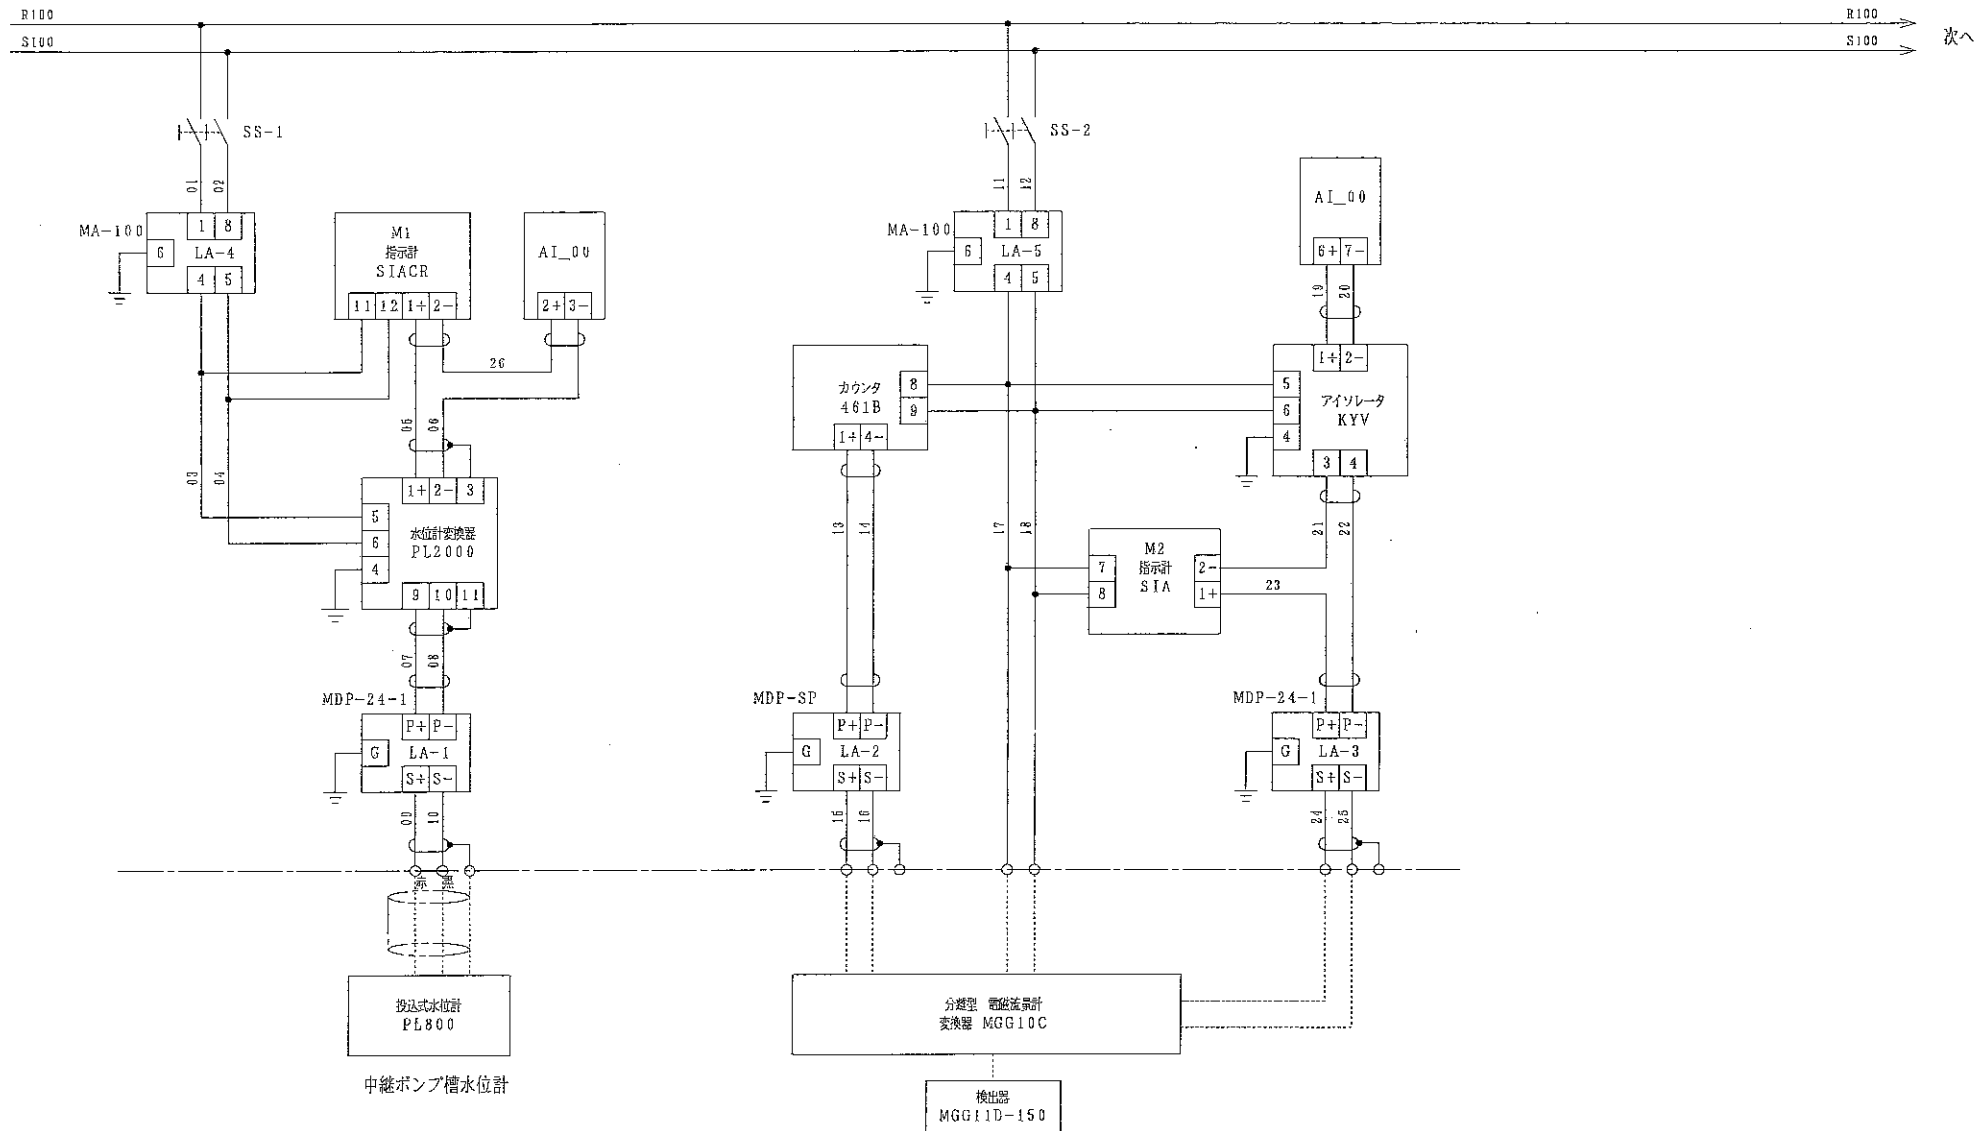 R100
R100
S100
S100
次へ
SS-1
SS-2
01
02
11
12
AI_00
6+
7-
MA-100
1
8
6
LA-4
4
5
M1
指示計
SIACR
11
12
1+
2-
AI_00
2+
3-
MA-100
1
8
6
LA-5
4
5
19
20
26
カウンタ
461B
8
9
1+
4-
1+
2-
5
6
4
アイソレータ
KYV
3
4
05
06
03
04
1+
2-
3
5
6
4
水位計変換器
PL2000
9
10
11
13
14
17
18
21
22
M2
指示計
SIA
7
8
2-
1+
23
07
08
MDP-24-1
P+
P-
G
LA-1
S+
S-
MDP-SP
P+
P-
G
LA-2
S+
S-
MDP-24-1
P+
P-
G
LA-3
S+
S-
09
10
15
16
24
25
赤
黒
投込式水位計
PL800
中継ポンプ槽水位計
分離型 電磁流量計
変換器 MGG10C
検出器
MGG11D-150